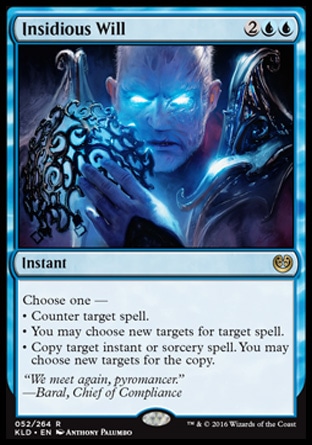 Insidious Will 2
Instant
Choose one —
• Counter target spell.
• You may choose new targets for target spell.
• Copy target instant or sorcery spell. You may
choose new targets for the copy.
“We meet again, pyromancer.”
—Baral, Chief of Compliance
052/264 R
KLD • EN Anthony Palumbo ™ & © 2016 Wizards of the Coast